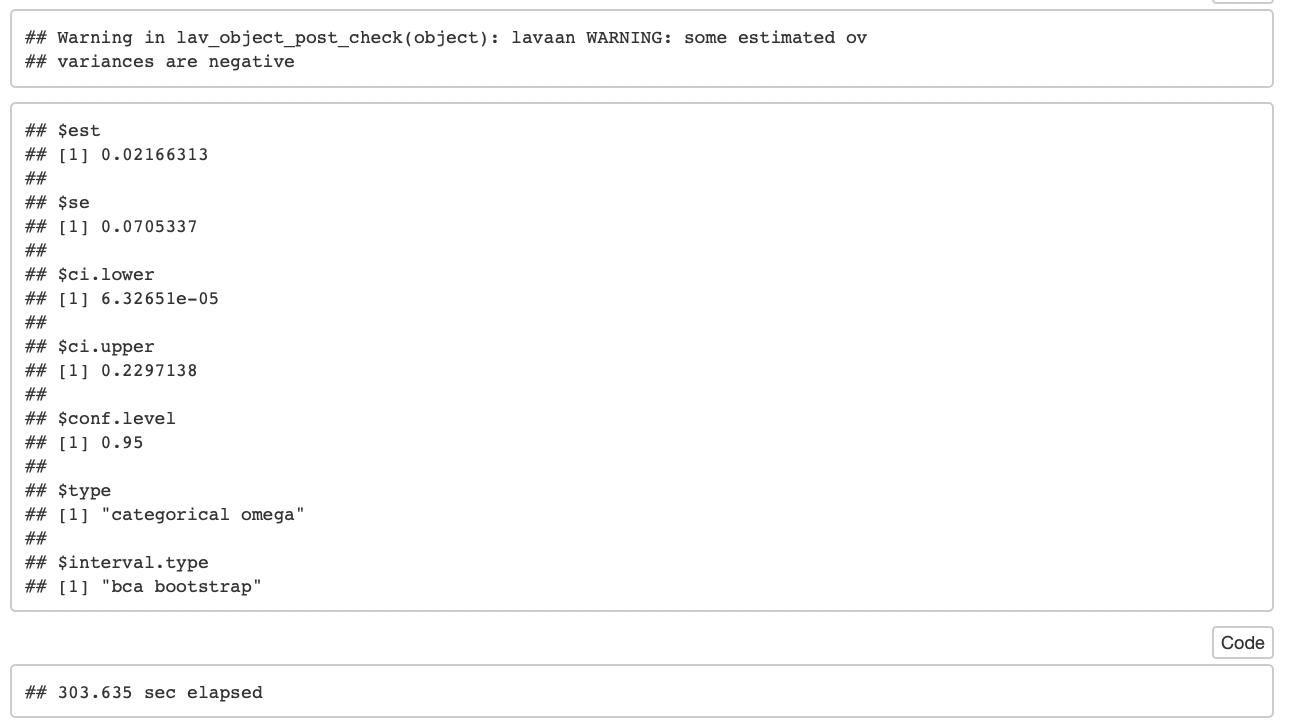 ## Warning in lav_object_post_check(object): lavaan WARNING: some estimated ov
## variances are negative
## $est
## [1] 0.02166313
##
## $se
## [1] 0.0705337
##
## $ci.lower
## [1] 6.32651e-05
##
## $ci.upper
## [1] 0.2297138
##
## $conf.level
## [1] 0.95
##
## $type
## [1] "categorical omega"
##
## $interval.type
## [1] "bca bootstrap"
Code
## 303.635 sec elapsed